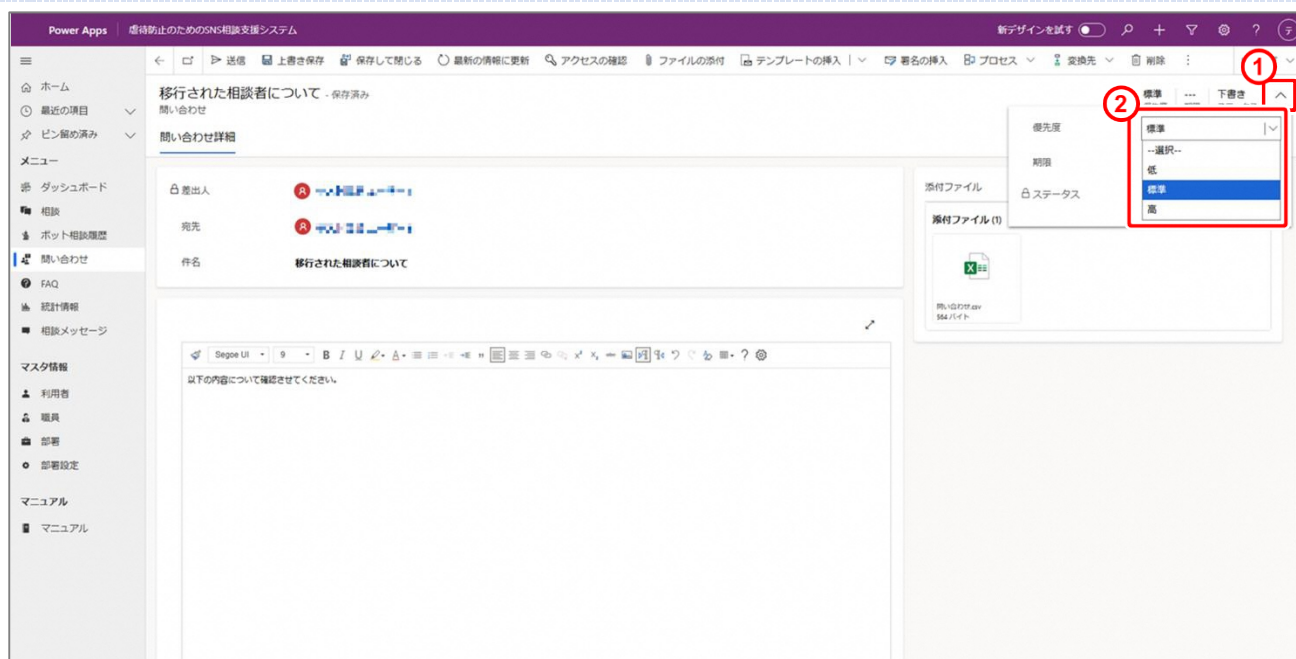 Power Apps 虐待防止のためのSNS相談支援システム 新デザインを試す ?
送信 上書き保存 保存して閉じる 最新の情報に更新 アクセスの確認 ファイルの添付 テンプレートの挿入 署名の挿入 プロセス 変換先 削除
①
ホーム
最近の項目
ピン留め済み
メニュー
ダッシュボード
相談
ボット相談履歴
問い合わせ
FAQ
統計情報
相談メッセージ
マスタ情報
利用者
職員
部署
部署設定
マニュアル
マニュアル
移行された相談者について - 保存済み
問い合わせ
標準 --- 下書き
②
問い合わせ詳細
優先度 標準
--選択--
低
標準
高
期限
ステータス
差出人
宛先
件名 移行された相談者について
添付ファイル
添付ファイル (1)
問い合わせ.csv
564 バイト
Segoe UI 9 B I U
以下の内容について確認させてください。